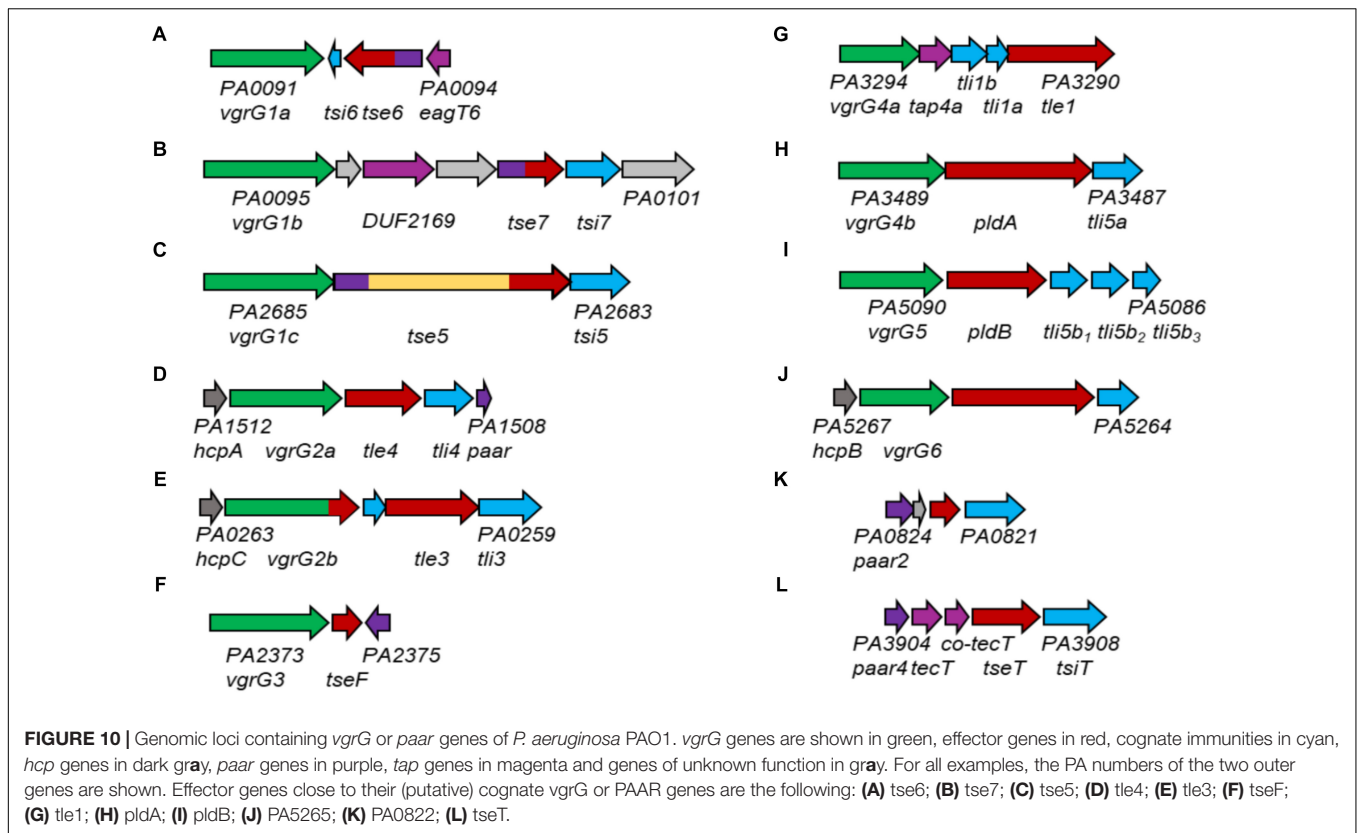 A
PA0091 PA0094
vgrG1a tsi6 tse6 eagT6
B
PA0095 PA0101
vgrG1b DUF2169 tse7 tsi7
C
PA2685 PA2683
vgrG1c tse5 tsi5
D
PA1512 PA1508
hcpA vgrG2a tle4 tli4 paar
E
PA0263 PA0259
hcpC vgrG2b tle3 tli3
F
PA2373 PA2375
vgrG3 tseF
G
tli1b
PA3294 PA3290
vgrG4a tap4a tli1a tle1
H
PA3489 PA3487
vgrG4b pldA tli5a
I
PA5090 PA5086
vgrG5 pldB tli5b₁ tli5b₂ tli5b₃
J
PA5267 PA5264
hcpB vgrG6
K
PA0824 PA0821
paar2
L
PA3904 co-tecT PA3908
paar4 tecT tseT tsiT
FIGURE 10 | Genomic loci containing vgrG or paar genes of P. aeruginosa PAO1. vgrG genes are shown in green, effector genes in red, cognate immunities in cyan,
hcp genes in dark gray, paar genes in purple, tap genes in magenta and genes of unknown function in gray. For all examples, the PA numbers of the two outer
genes are shown. Effector genes close to their (putative) cognate vgrG or PAAR genes are the following: (A) tse6; (B) tse7; (C) tse5; (D) tle4; (E) tle3; (F) tseF;
(G) tle1; (H) pldA; (I) pldB; (J) PA5265; (K) PA0822; (L) tseT.